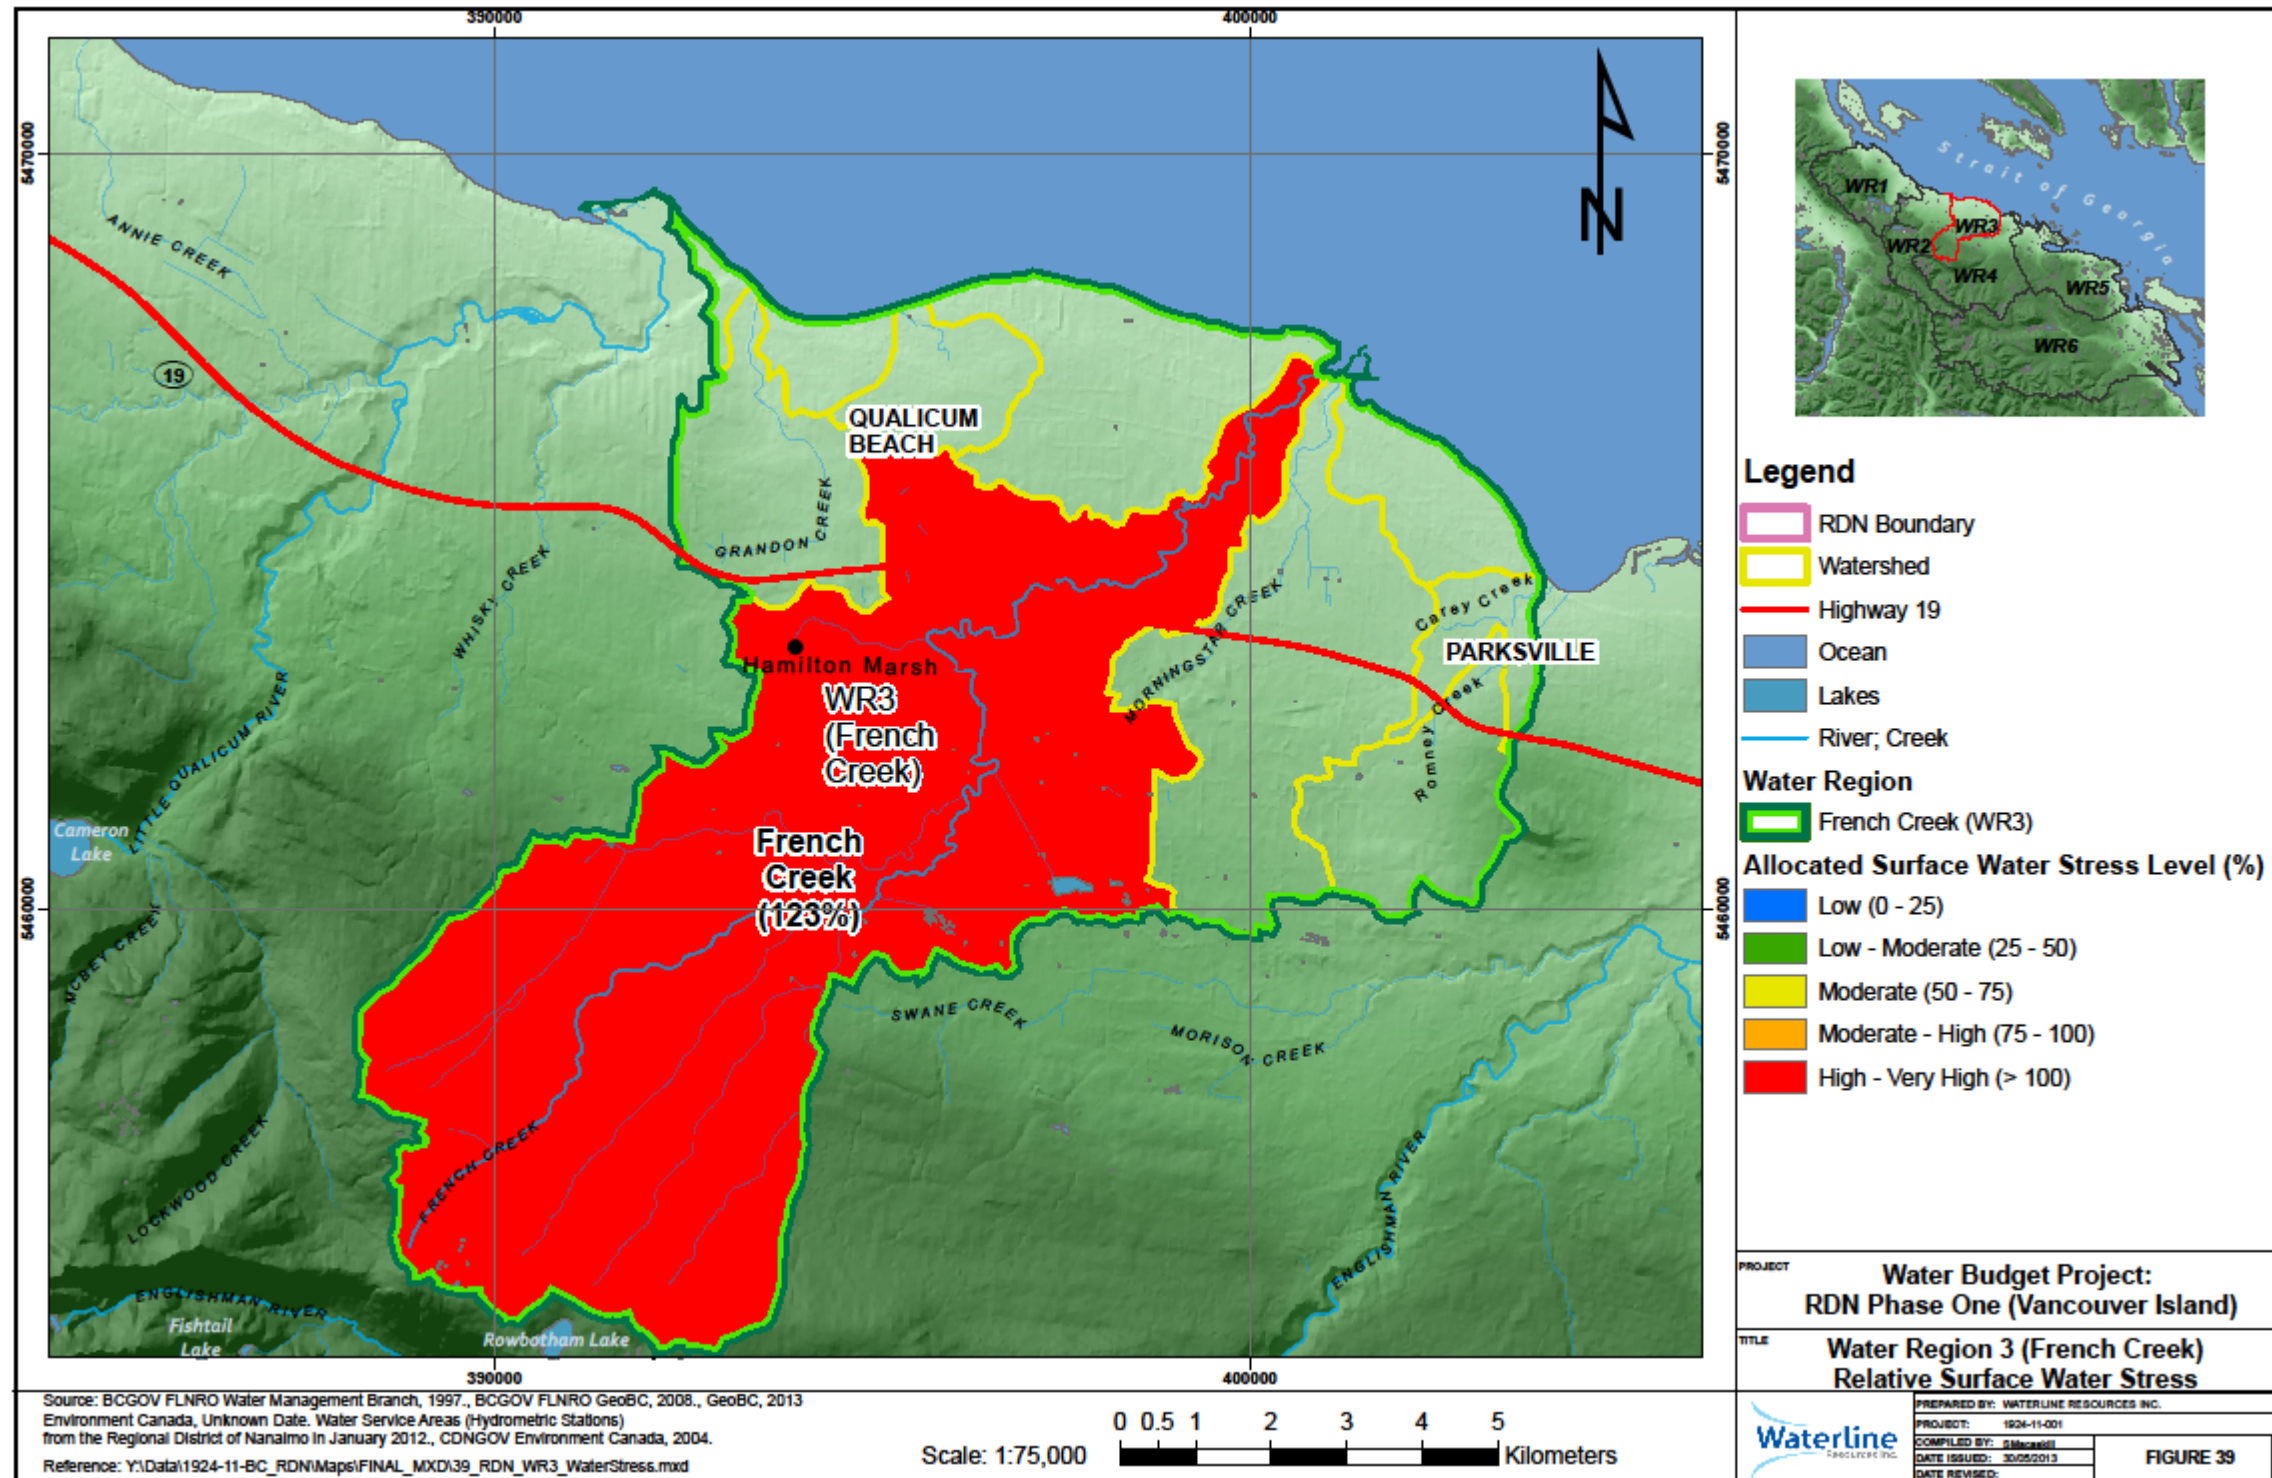 390000
400000
5470000
5470000
ANNIE CREEK
19
QUALICUM
BEACH
GRANDON CREEK
WHISKY CREEK
LITTLE QUALICUM RIVER
Hamilton Marsh
WR3
(French
Creek)
MORNINGSTAR CREEK
Carey Creek
PARKSVILLE
Romney Creek
Cameron
Lake
French
Creek
(123%)
5460000
5460000
MCBEY CREEK
SWANE CREEK
MORISON CREEK
LOCKWOOD CREEK
FRENCH CREEK
ENGLISHMAN RIVER
ENGLISHMAN RIVER
Fishtail
Lake
Rowbotham Lake
390000
400000
N
Strait of Georgia
WR1
WR2
WR3
WR4
WR5
WR6
Legend
RDN Boundary
Watershed
Highway 19
Ocean
Lakes
River; Creek
Water Region
French Creek (WR3)
Allocated Surface Water Stress Level (%)
Low (0 - 25)
Low - Moderate (25 - 50)
Moderate (50 - 75)
Moderate - High (75 - 100)
High - Very High (> 100)
PROJECT
Water Budget Project:
RDN Phase One (Vancouver Island)
TITLE
Water Region 3 (French Creek)
Relative Surface Water Stress
Source: BCGOV FLNRO Water Management Branch, 1997., BCGOV FLNRO GeoBC, 2008., GeoBC, 2013
Environment Canada, Unknown Date. Water Service Areas (Hydrometric Stations)
from the Regional District of Nanaimo in January 2012., CDNGOV Environment Canada, 2004.
Reference: Y:\Data\1924-11-BC_RDN\Maps\FINAL_MXD\39_RDN_WR3_WaterStress.mxd
Scale: 1:75,000
0 0.5 1 2 3 4 5
Kilometers
Waterline
Resources Inc.
PREPARED BY: WATERLINE RESOURCES INC.
PROJECT: 1924-11-001
COMPILED BY: SMacaskill
DATE ISSUED: 30/05/2013
DATE REVISED:
FIGURE 39